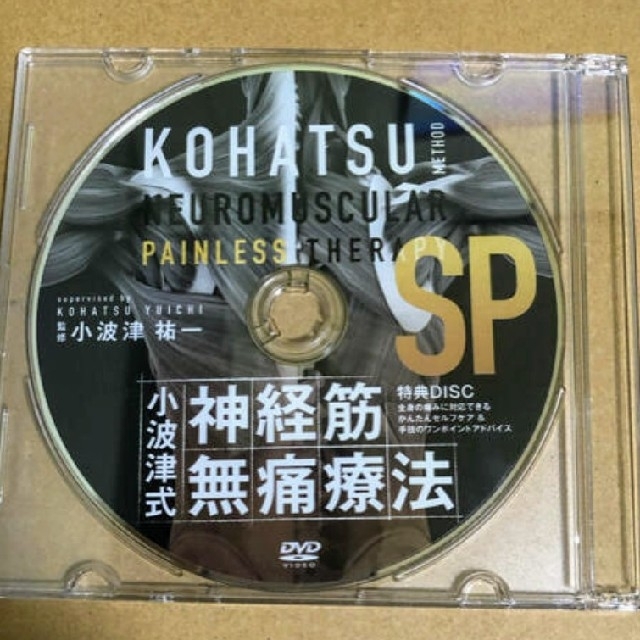 KOHATSU METHOD
NEUROMUSCULAR
PAINLESS THERAPY
SP
supervised by
KOHATSU YUICHI
監修 小波津 祐一
小波津式
神経筋
無痛療法
特典DISC
全身の痛みに対応できる
かんたんセルフケア &
手技のワンポイントアドバイス
DVD
VIDEO